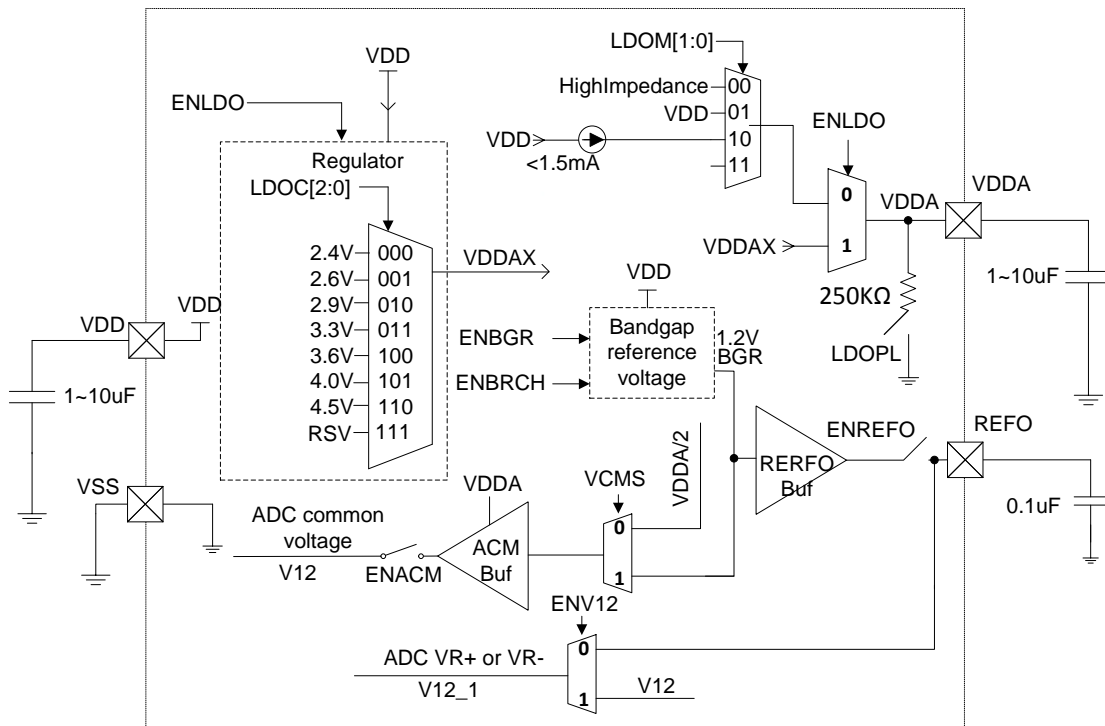 LDOM[1:0]
VDD
HighImpedance
00
ENLDO
VDD
01
ENLDO
VDD
10
<1.5mA
11
Regulator
LDOC[2:0]
0
VDDA
VDDA
2.4V
000
VDDAX
VDDAX
1
2.6V
001
VDD
2.9V
010
250KΩ
1~10uF
VDD
VDD
3.3V
011
ENBGR
Bandgap
reference
voltage
1.2V
BGR
3.6V
100
LDOPL
1~10uF
4.0V
101
ENBRCH
4.5V
110
RSV
111
ENREFO
REFO
VDDA/2
RERFO
Buf
VSS
VDDA
VCMS
0.1uF
ADC common
voltage
V12
ENACM
ACM
Buf
0
1
ENV12
0
ADC VR+ or VR-
V12_1
1
V12